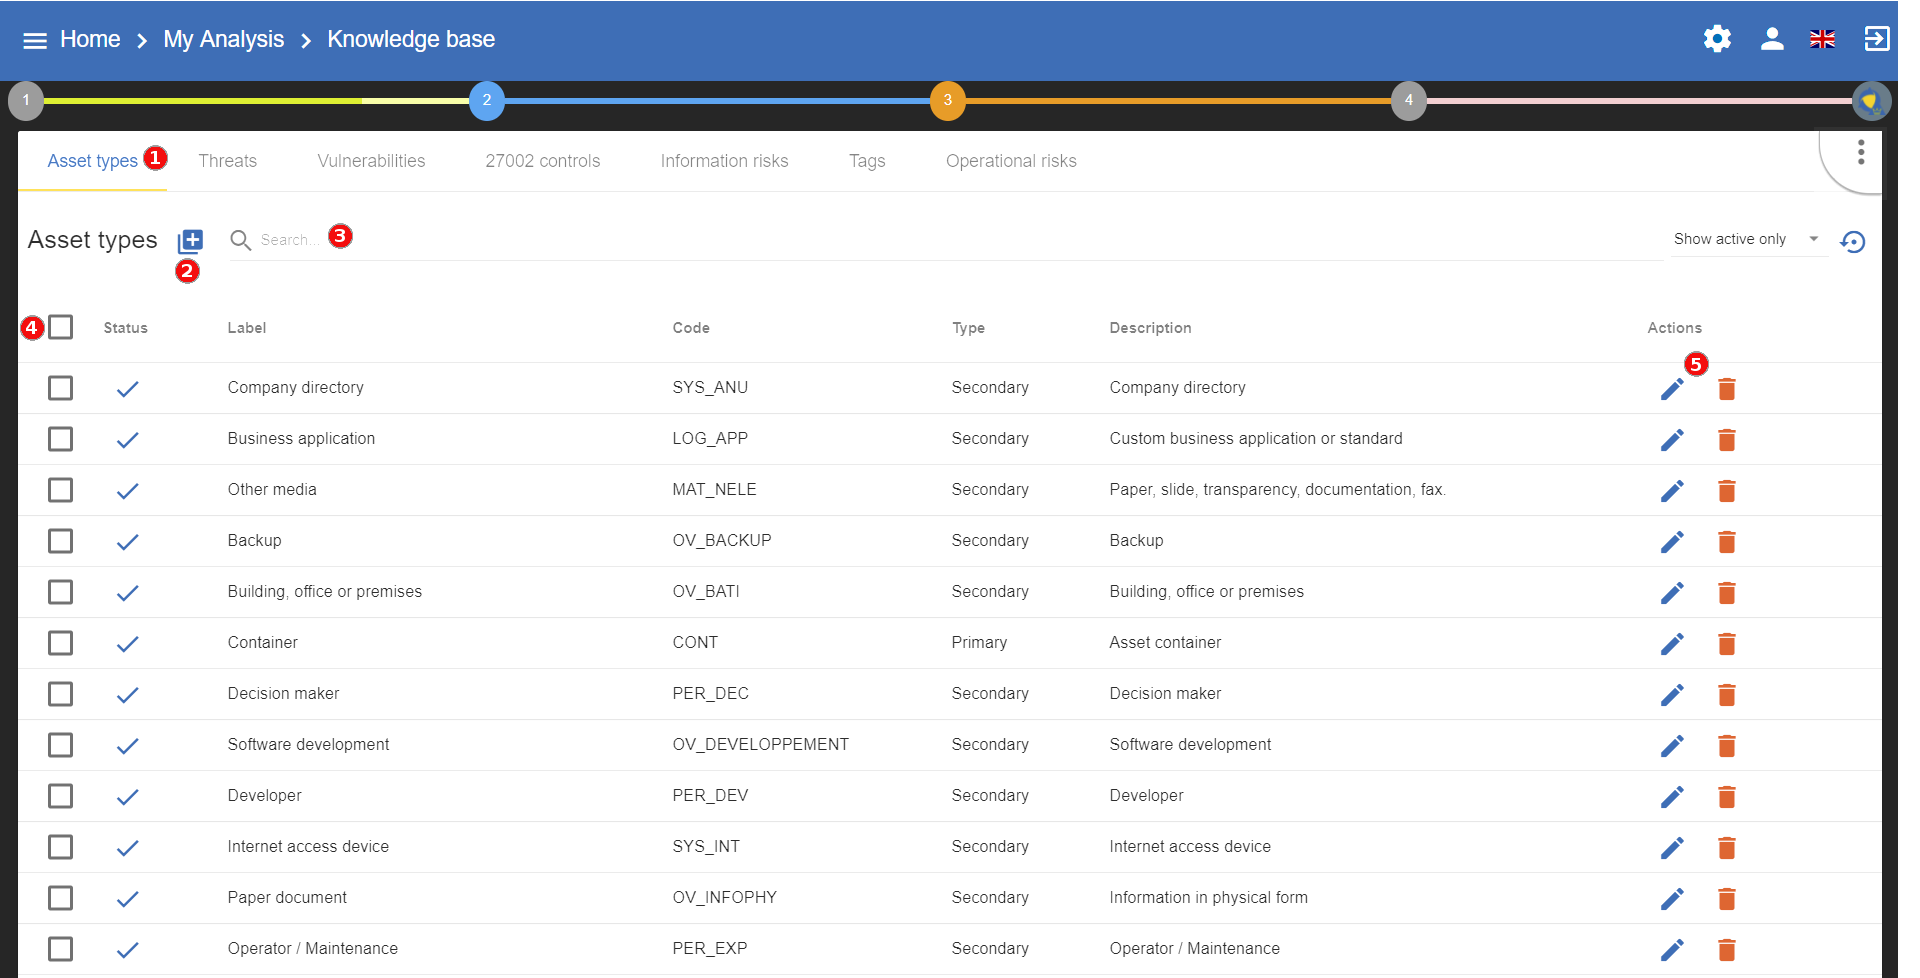 Home > My Analysis > Knowledge base
1 2 3 4
Asset types 1 Threats Vulnerabilities 27002 controls Information risks Tags Operational risks
Asset types Search... 3 Show active only
2
4 Status Label Code Type Description Actions
5
Company directory SYS_ANU Secondary Company directory
Business application LOG_APP Secondary Custom business application or standard
Other media MAT_NELE Secondary Paper, slide, transparency, documentation, fax.
Backup OV_BACKUP Secondary Backup
Building, office or premises OV_BATI Secondary Building, office or premises
Container CONT Primary Asset container
Decision maker PER_DEC Secondary Decision maker
Software development OV_DEVELOPPEMENT Secondary Software development
Developer PER_DEV Secondary Developer
Internet access device SYS_INT Secondary Internet access device
Paper document OV_INFOPHY Secondary Information in physical form
Operator / Maintenance PER_EXP Secondary Operator / Maintenance